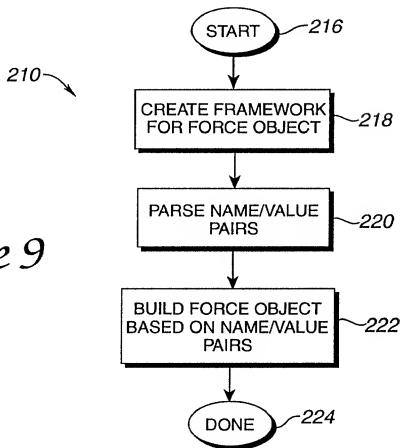 START
216
210
CREATE FRAMEWORK
FOR FORCE OBJECT
218
PARSE NAME/VALUE
PAIRS
220
e 9
BUILD FORCE OBJECT
BASED ON NAME/VALUE
PAIRS
222
DONE
224